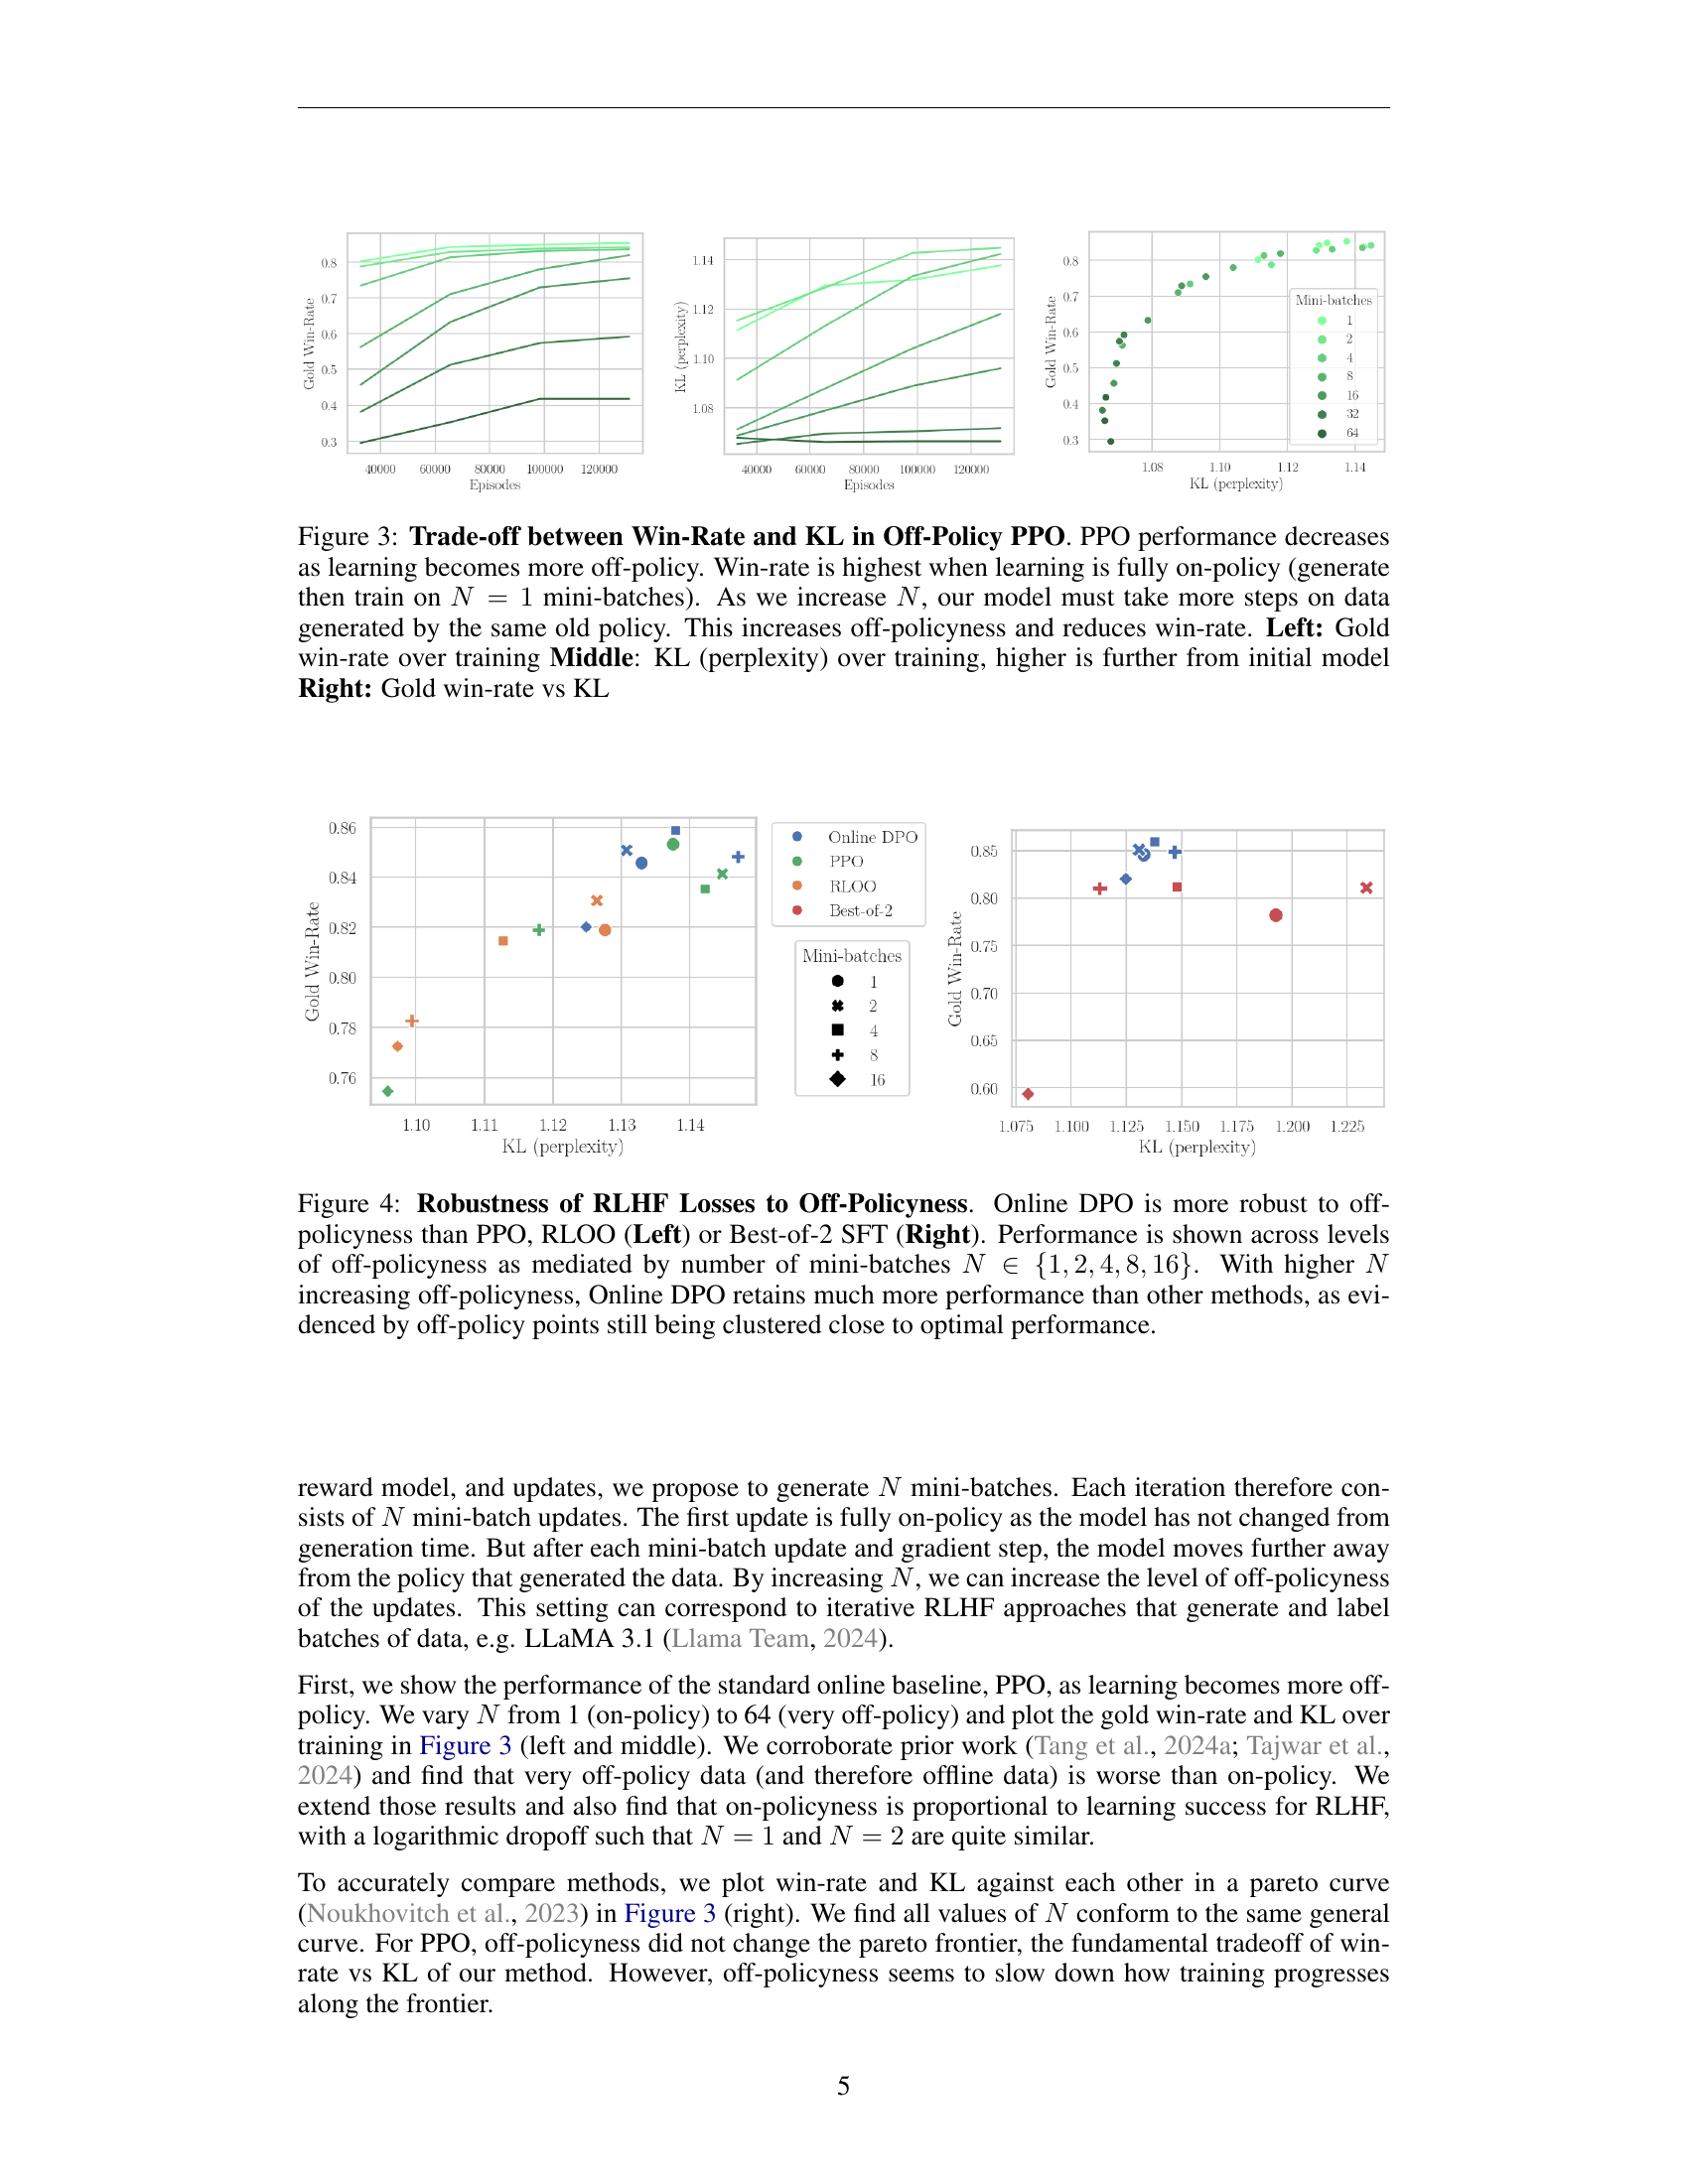 0.8
0.7
0.6
0.5
0.4
0.3
Gold Win-Rate
40000 60000 80000 100000 120000
Episodes
1.14
1.12
1.10
1.08
KL (perplexity)
40000 60000 80000 100000 120000
Episodes
0.8
0.7
0.6
0.5
0.4
0.3
Gold Win-Rate
Mini-batches
1
2
4
8
16
32
64
1.08 1.10 1.12 1.14
KL (perplexity)
Figure 3: Trade-off between Win-Rate and KL in Off-Policy PPO. PPO performance decreases
as learning becomes more off-policy. Win-rate is highest when learning is fully on-policy (generate
then train on N = 1 mini-batches). As we increase N, our model must take more steps on data
generated by the same old policy. This increases off-policyness and reduces win-rate. Left: Gold
win-rate over training Middle: KL (perplexity) over training, higher is further from initial model
Right: Gold win-rate vs KL
0.86
0.84
0.82
0.80
0.78
0.76
Gold Win-Rate
1.10 1.11 1.12 1.13 1.14
KL (perplexity)
Online DPO
PPO
RLOO
Best-of-2
Mini-batches
1
2
4
8
16
0.85
0.80
0.75
0.70
0.65
0.60
Gold Win-Rate
1.075 1.100 1.125 1.150 1.175 1.200 1.225
KL (perplexity)
Figure 4: Robustness of RLHF Losses to Off-Policyness. Online DPO is more robust to off-
policyness than PPO, RLOO (Left) or Best-of-2 SFT (Right). Performance is shown across levels
of off-policyness as mediated by number of mini-batches N ∈ {1, 2, 4, 8, 16}. With higher N
increasing off-policyness, Online DPO retains much more performance than other methods, as evi-
denced by off-policy points still being clustered close to optimal performance.
reward model, and updates, we propose to generate N mini-batches. Each iteration therefore con-
sists of N mini-batch updates. The first update is fully on-policy as the model has not changed from
generation time. But after each mini-batch update and gradient step, the model moves further away
from the policy that generated the data. By increasing N, we can increase the level of off-policyness
of the updates. This setting can correspond to iterative RLHF approaches that generate and label
batches of data, e.g. LLaMA 3.1 (Llama Team, 2024).
First, we show the performance of the standard online baseline, PPO, as learning becomes more off-
policy. We vary N from 1 (on-policy) to 64 (very off-policy) and plot the gold win-rate and KL over
training in Figure 3 (left and middle). We corroborate prior work (Tang et al., 2024a; Tajwar et al.,
2024) and find that very off-policy data (and therefore offline data) is worse than on-policy. We
extend those results and also find that on-policyness is proportional to learning success for RLHF,
with a logarithmic dropoff such that N = 1 and N = 2 are quite similar.
To accurately compare methods, we plot win-rate and KL against each other in a pareto curve
(Noukhovitch et al., 2023) in Figure 3 (right). We find all values of N conform to the same general
curve. For PPO, off-policyness did not change the pareto frontier, the fundamental tradeoff of win-
rate vs KL of our method. However, off-policyness seems to slow down how training progresses
along the frontier.
5